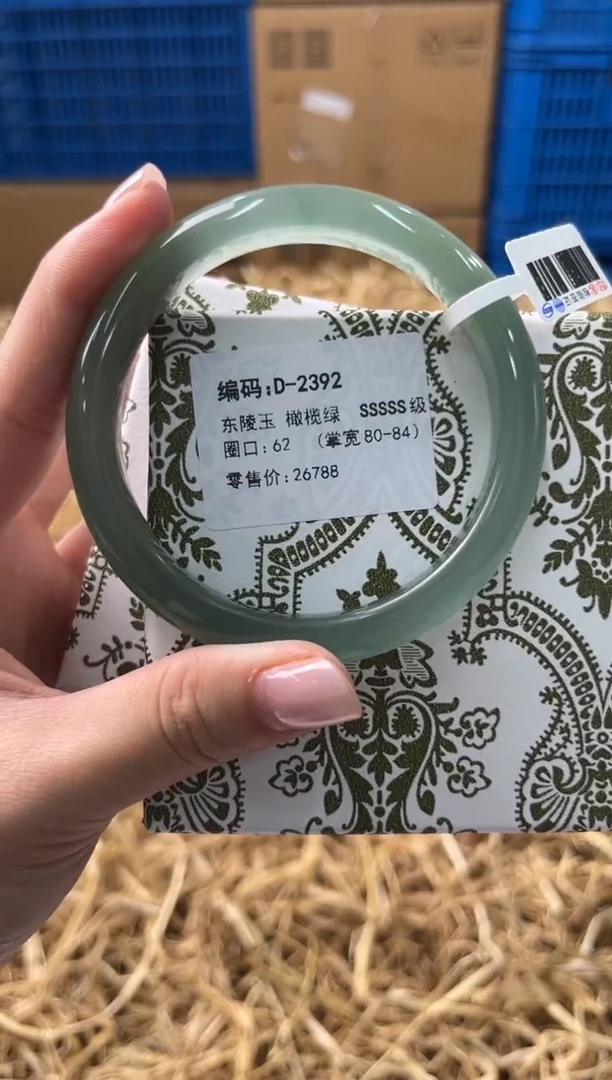 编码:D-2392
东陵玉 橄榄绿 SSSSS级
圈口:62 (掌宽80-84)
零售价:26788